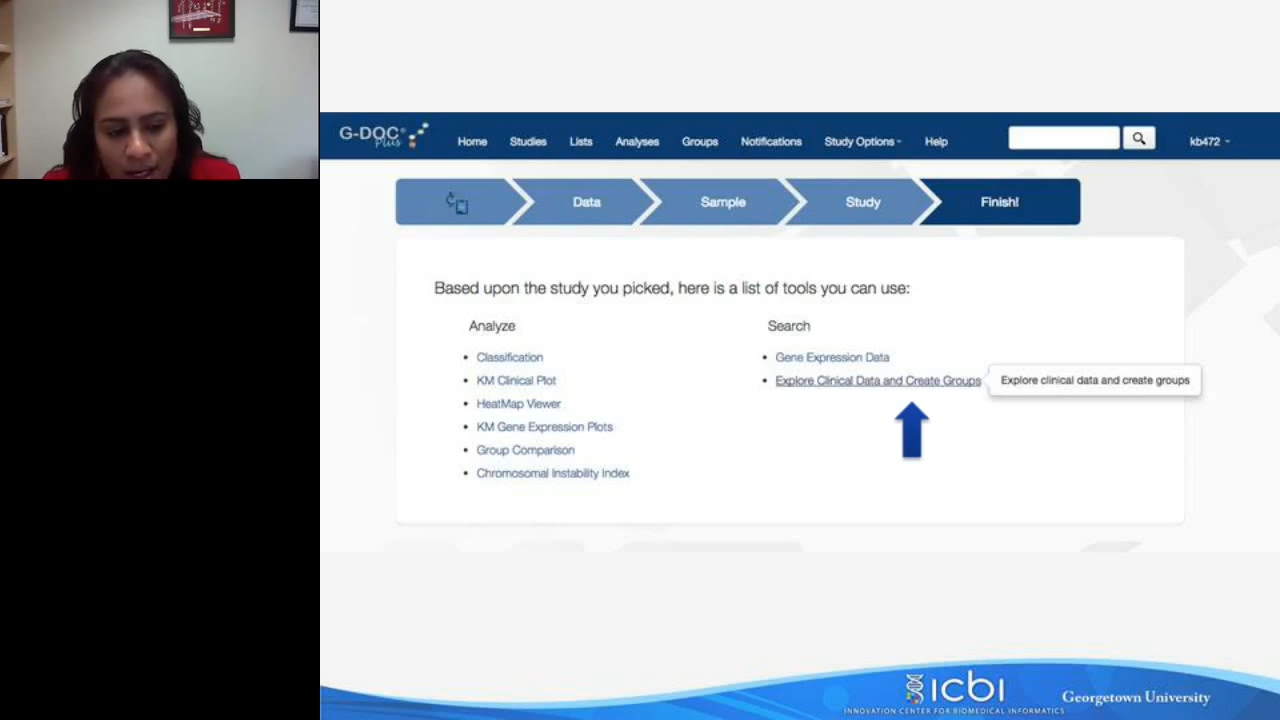 G-DOC Plus
Home Studies Lists Analyses Groups Notifications Study Options Help kb472
Data Sample Study Finish!
Based upon the study you picked, here is a list of tools you can use:
Analyze
• Classification
• KM Clinical Plot
• HeatMap Viewer
• KM Gene Expression Plots
• Group Comparison
• Chromosomal Instability Index
Search
• Gene Expression Data
• Explore Clinical Data and Create Groups
Explore clinical data and create groups
icbi
INNOVATION CENTER FOR BIOMEDICAL INFORMATICS
Georgetown University